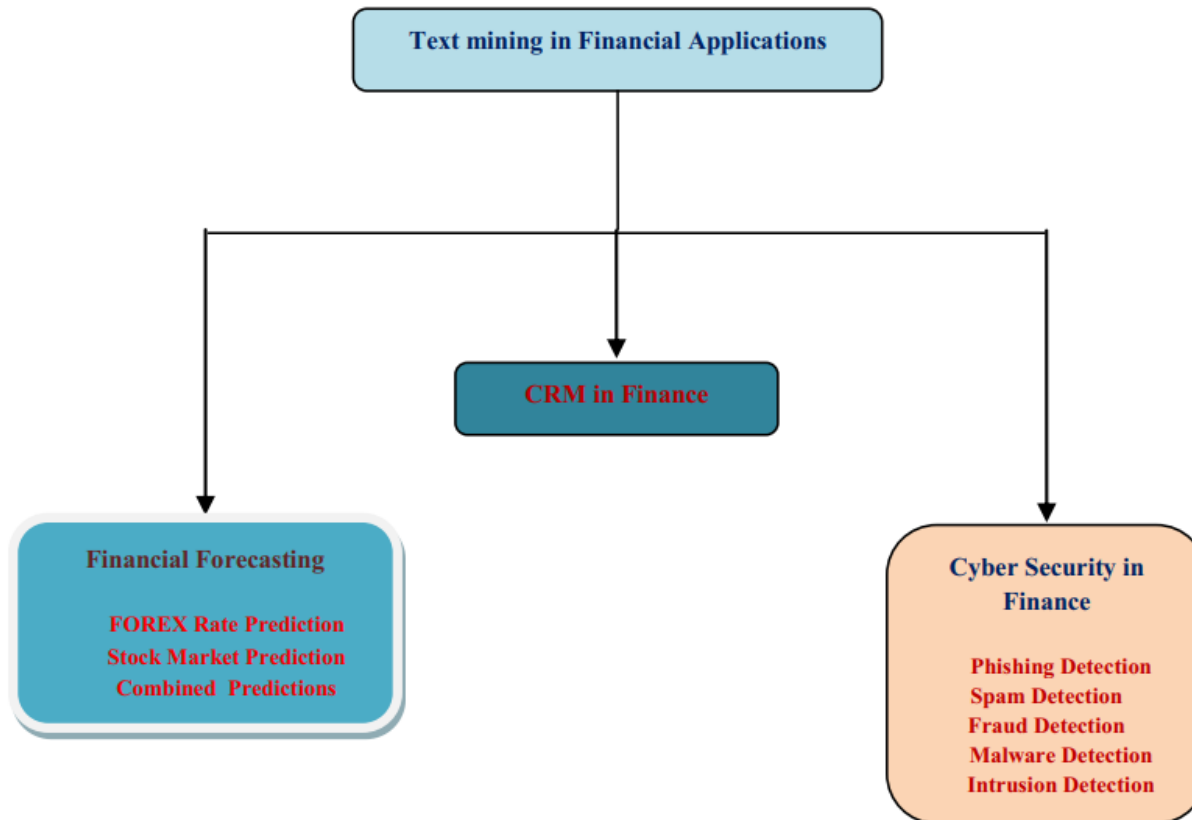 Text mining in Financial Applications
CRM in Finance
Financial Forecasting
FOREX Rate Prediction
Stock Market Prediction
Combined Predictions
Cyber Security in
Finance
Phishing Detection
Spam Detection
Fraud Detection
Malware Detection
Intrusion Detection